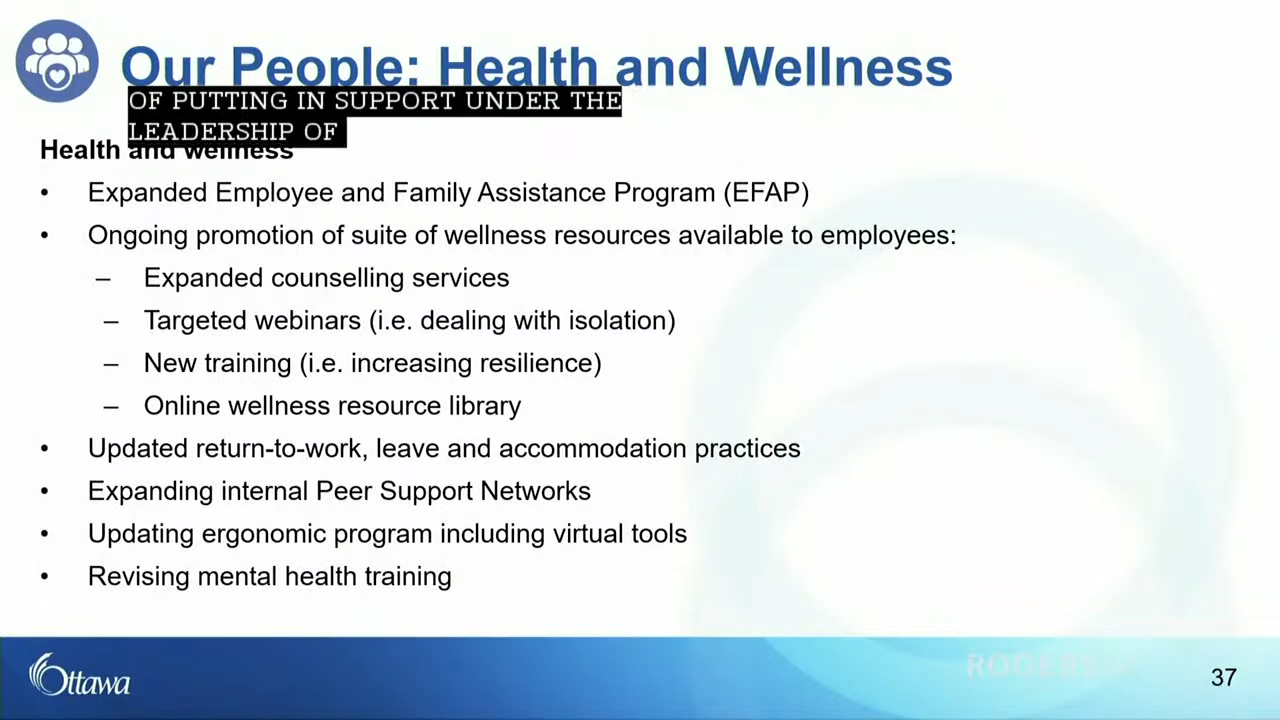 Our People: Health and Wellness
OF PUTTING IN SUPPORT UNDER THE
LEADERSHIP OF
Health and wellness
• Expanded Employee and Family Assistance Program (EFAP)
• Ongoing promotion of suite of wellness resources available to employees:
– Expanded counselling services
– Targeted webinars (i.e. dealing with isolation)
– New training (i.e. increasing resilience)
– Online wellness resource library
• Updated return-to-work, leave and accommodation practices
• Expanding internal Peer Support Networks
• Updating ergonomic program including virtual tools
• Revising mental health training
Ottawa
ROGERS
37